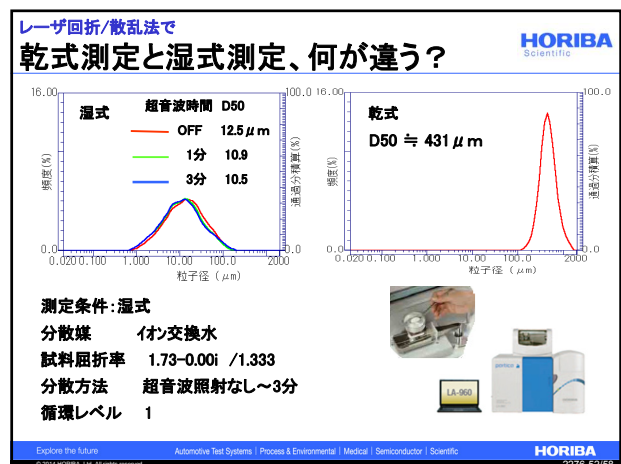 レーザ回折/散乱法で
乾式測定と湿式測定、何が違う？
HORIBA
Scientific
16.00
100.0
湿式
超音波時間 D50
OFF 12.5μm
1分 10.9
3分 10.5
頻度(%)
通過分積算(%)
0.0
0.0
0.020 0.100 1.000 10.00 100.0 2000
粒子径 (μm)
16.00
100.0
乾式
D50 ≒ 431μm
頻度(%)
通過分積算(%)
0.0
0.0
0.020 0.100 1.000 10.00 100.0 2000
粒子径 (μm)
測定条件:湿式
分散媒 イオン交換水
試料屈折率 1.73-0.00i /1.333
分散方法 超音波照射なし～3分
循環レベル 1
LA-960
Explore the future
Automotive Test Systems | Process & Environmental | Medical | Semiconductor | Scientific
HORIBA